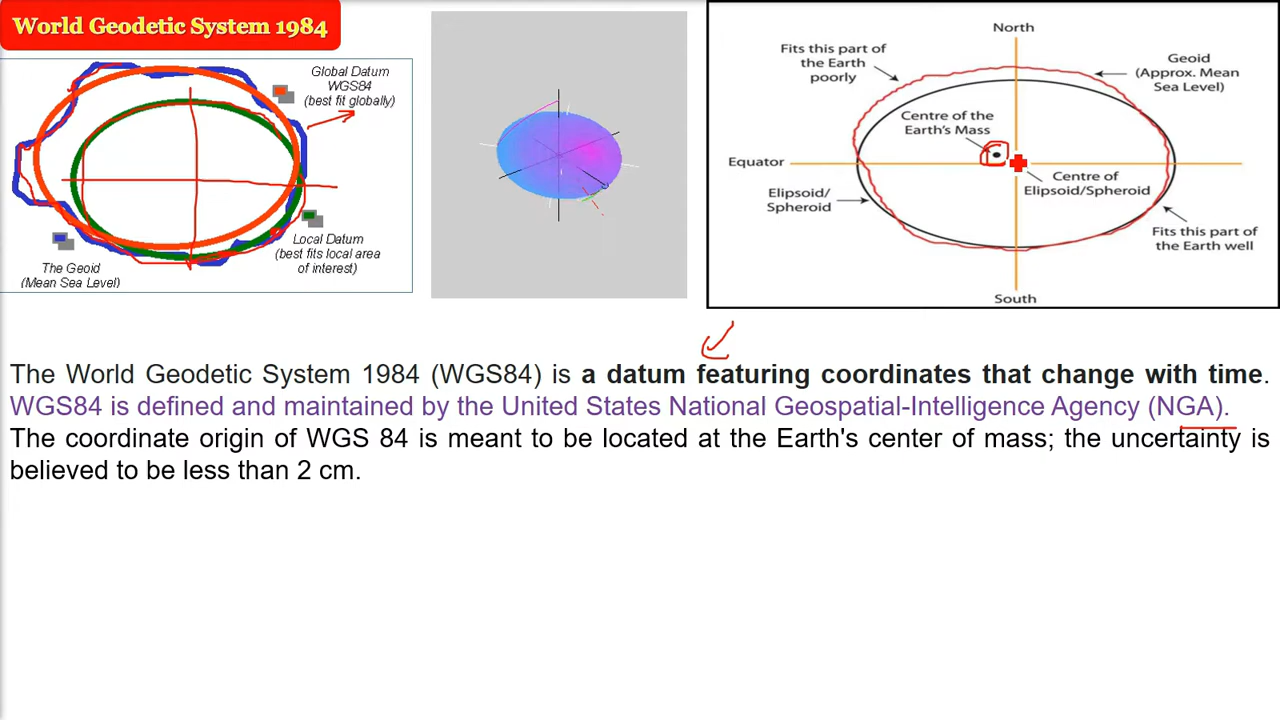 World Geodetic System 1984
Global Datum
WGS84
(best fit globally)
Local Datum
(best fits local area
of interest)
The Geoid
(Mean Sea Level)
North
Fits this part of
the Earth
poorly
Geoid
(Approx. Mean
Sea Level)
Centre of the
Earth's Mass
Equator
Centre of
Elipsoid/Spheroid
Elipsoid/
Spheroid
Fits this part of
the Earth well
South
The World Geodetic System 1984 (WGS84) is a datum featuring coordinates that change with time.
WGS84 is defined and maintained by the United States National Geospatial-Intelligence Agency (NGA).
The coordinate origin of WGS 84 is meant to be located at the Earth's center of mass; the uncertainty is
believed to be less than 2 cm.